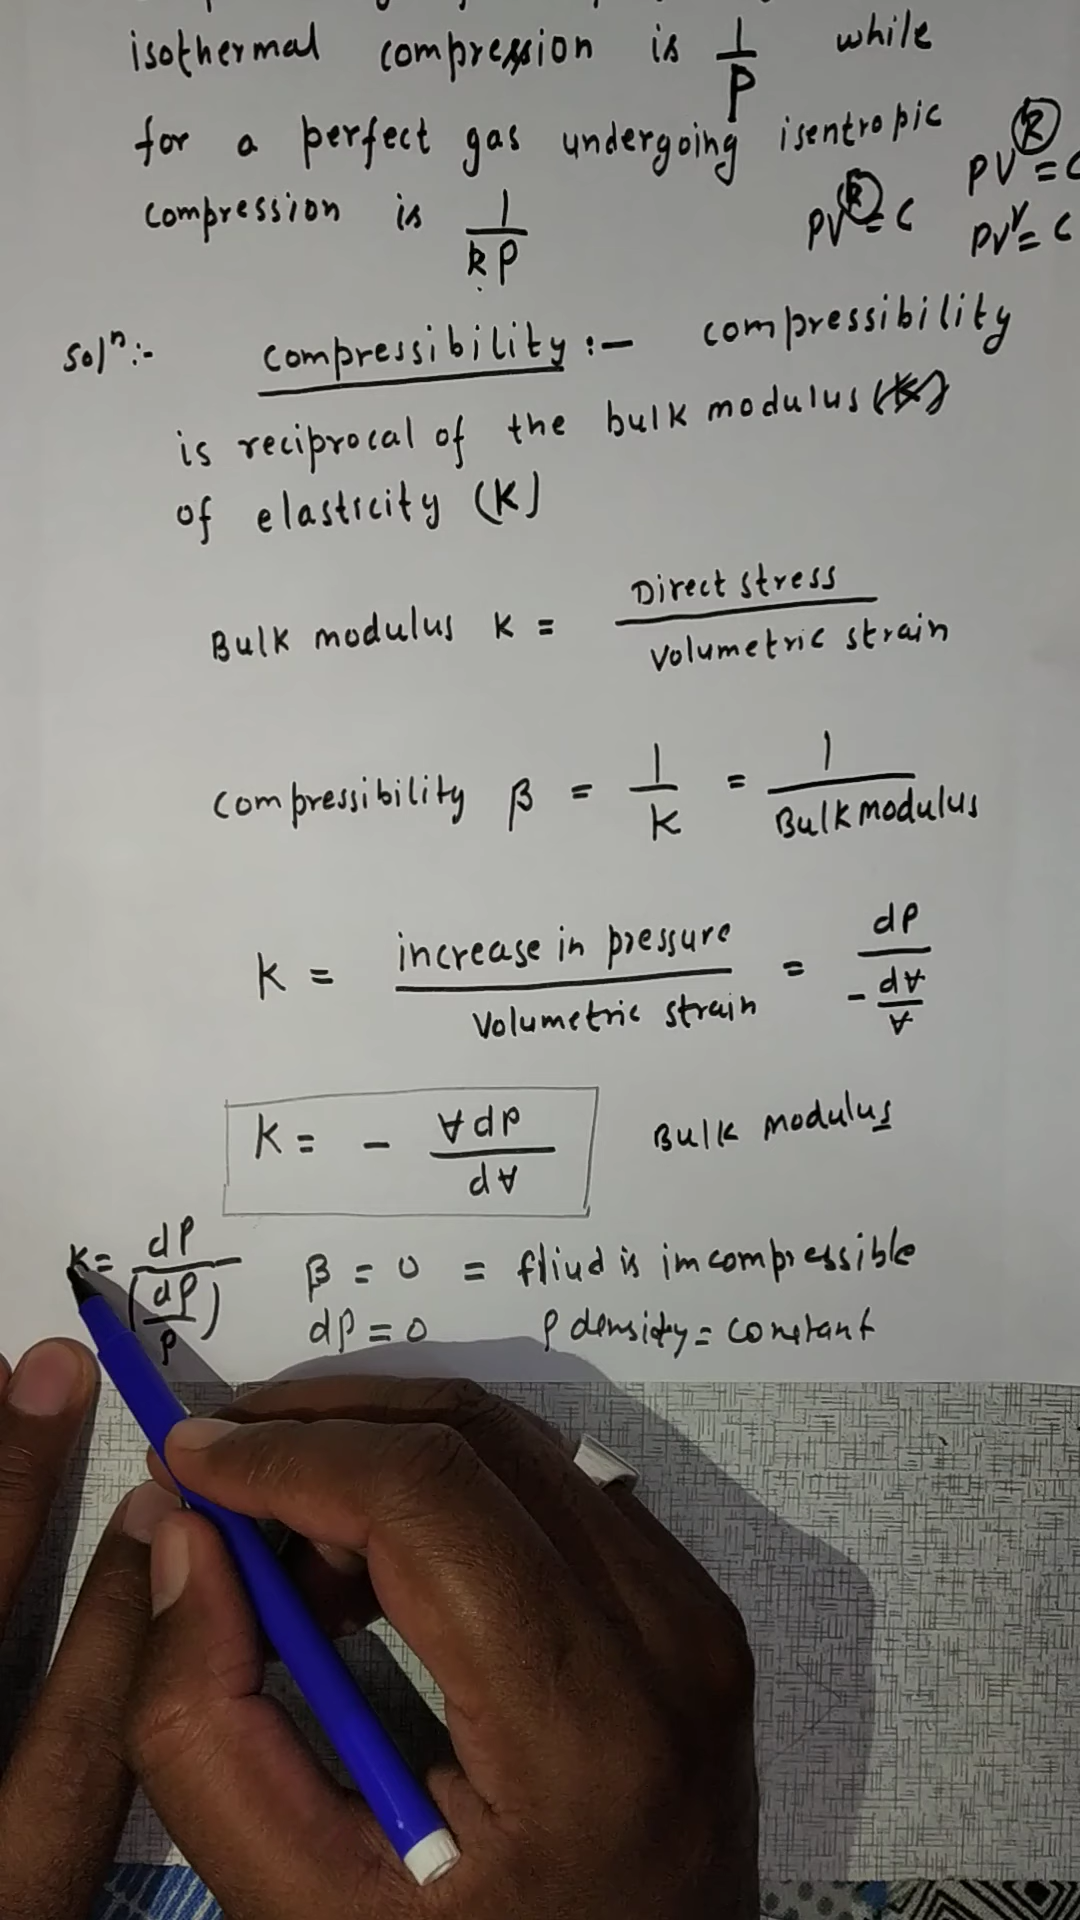 isothermal compression is 1/P while
for a perfect gas undergoing isentropic
compression is 1/kP
PV^k = C
PV^k = C
PV^γ = C
Solⁿ:- compressibility :- compressibility
is reciprocal of the bulk modulus
of elasticity (K)
Bulk modulus K = Direct stress / Volumetric strain
compressibility β = 1/K = 1/Bulk modulus
K = increase in pressure / Volumetric strain = dP / -d∀/∀
K = - ∀dP / d∀ Bulk modulus
K = dP / (dρ/ρ)
β = 0 = fliud is imcompressible
dρ = 0 ρ density = constant